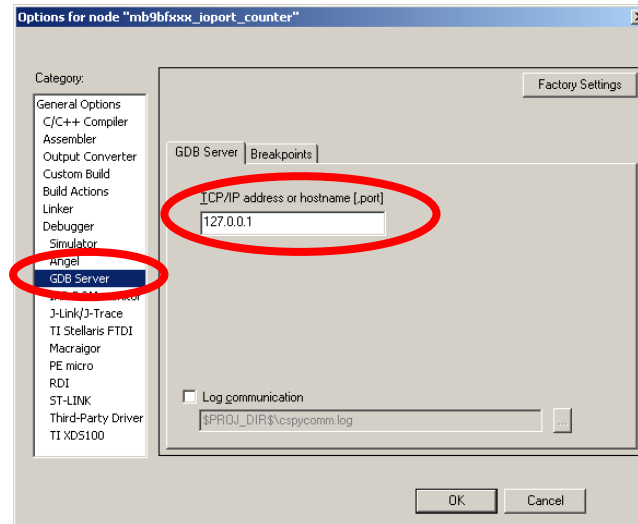 Options for node "mb9bfxxx_ioport_counter"
Category:
Factory Settings
General Options
C/C++ Compiler
Assembler
Output Converter
Custom Build
Build Actions
Linker
Debugger
Simulator
Angel
GDB Server
J-Link/J-Trace
TI Stellaris FTDI
Macraigor
PE micro
RDI
ST-LINK
Third-Party Driver
TI XDS100
GDB Server
Breakpoints
TCP/IP address or hostname [,port]
127.0.0.1
Log communication
$PROJ_DIR$\cspycomm.log
...
OK
Cancel